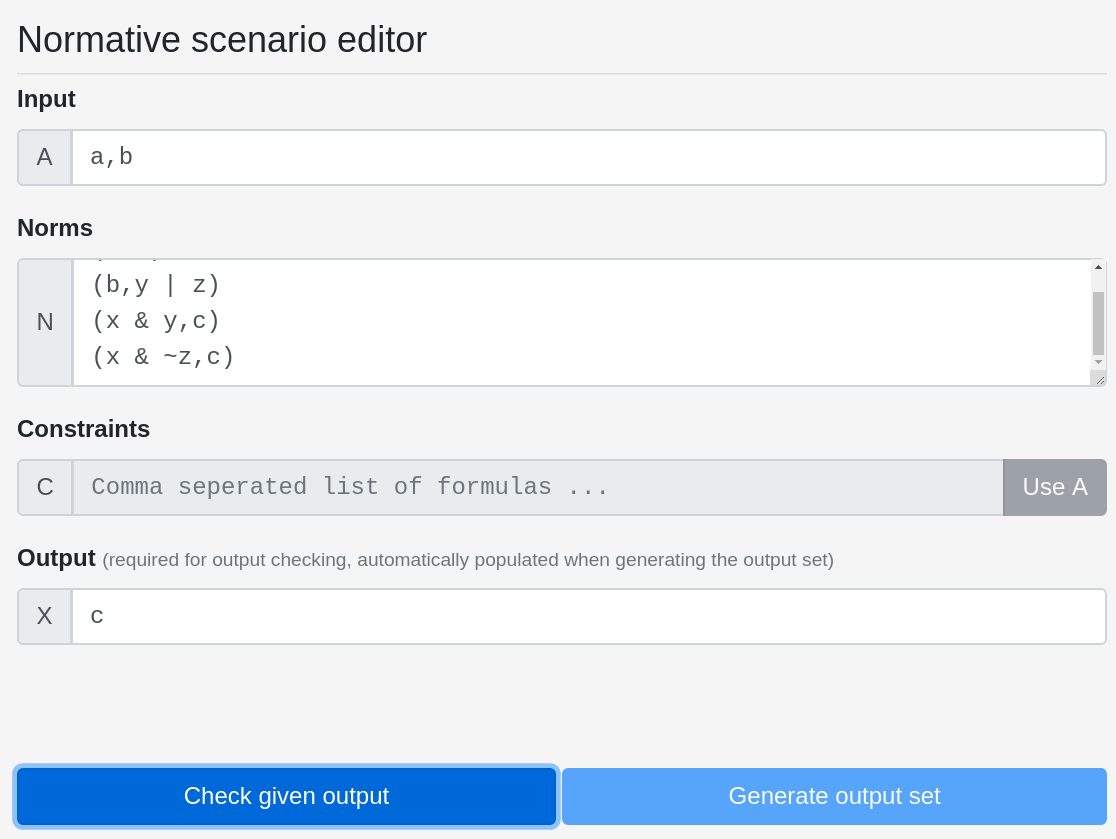 Normative scenario editor
Input
A a,b
Norms
N
(b,y | z)
(x & y,c)
(x & ~z,c)
Constraints
C Comma seperated list of formulas ... Use A
Output (required for output checking, automatically populated when generating the output set)
X c
Check given output Generate output set